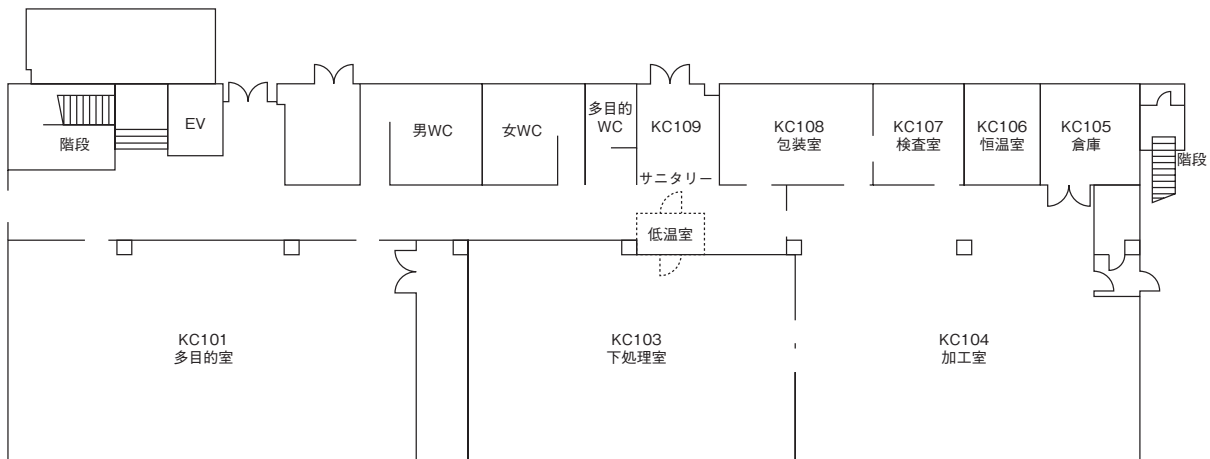 階段
EV
男WC
女WC
多目的
WC
KC109
サニタリー
KC108
包装室
KC107
検査室
KC106
恒温室
KC105
倉庫
階段
低温室
KC101
多目的室
KC103
下処理室
KC104
加工室